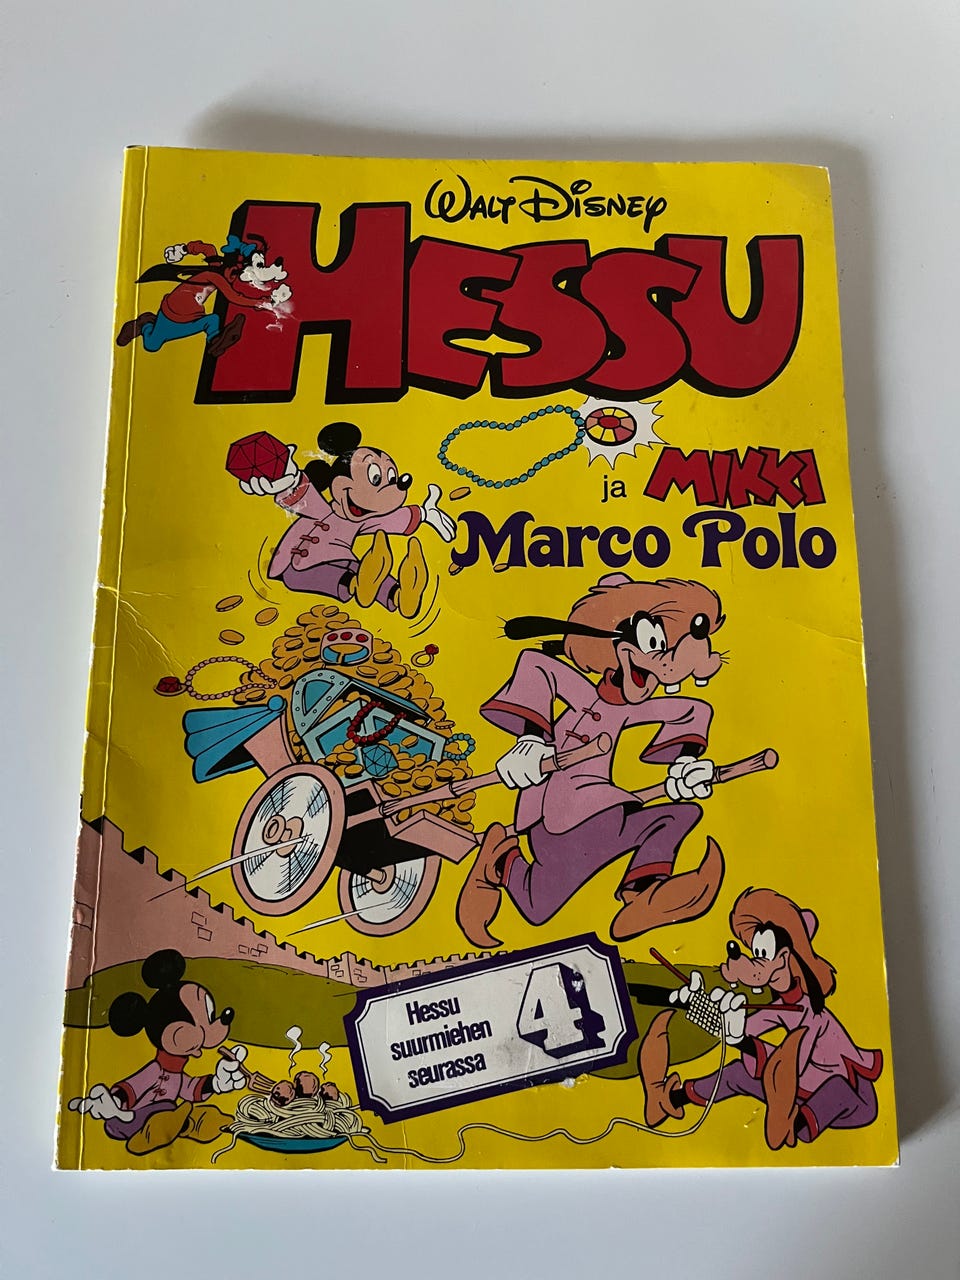 WALT DISNEY
HESSU
ja MIKKI
Marco Polo
Hessu
suurmiehen
seurassa
4